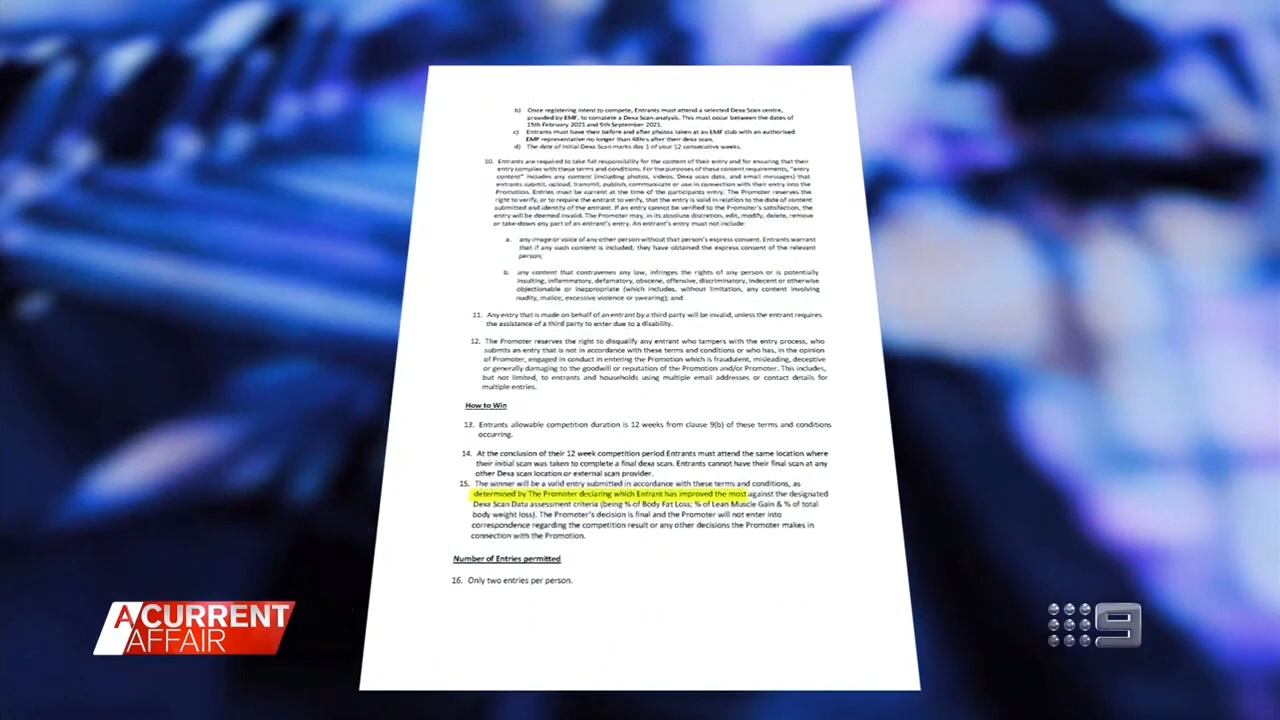 b) Once registering intent to compete, Entrants must attend a selected Dexa Scan centre,
provided by EMF, to complete a Dexa Scan analysis. This must occur between the dates of
15th February 2021 and 5th September 2021.
c) Entrants must have their before and after photos taken at an EMF club with an authorised
EMF representative no longer than 48hrs after their dexa scan.
d) The date of initial Dexa Scan marks day 1 of your 12 consecutive weeks.
10. Entrants are required to take full responsibility for the content of their entry and for ensuring that their
entry complies with these terms and conditions. For the purposes of these content requirements, "entry
content" includes any content (including photos, videos, Dexa scan data, and email messages) that
entrants submit, upload, transmit, publish, communicate or use in connection with their entry into the
Promotion. Entries must be current at the time of the participants entry. The Promoter reserves the
right to verify, or to require the entrant to verify, that the entry is valid in relation to the date of content
submitted and identity of the entrant. If an entry cannot be verified to the Promoter's satisfaction, the
entry will be deemed invalid. The Promoter may, in its absolute discretion, edit, modify, delete, remove
or take-down any part of an entrant's entry. An entrant's entry must not include:
a. any image or voice of any other person without that person's express consent. Entrants warrant
that if any such content is included, they have obtained the express consent of the relevant
person;
b. any content that contravenes any law, infringes the rights of any person or is potentially
insulting, inflammatory, defamatory, obscene, offensive, discriminatory, indecent or otherwise
objectionable or inappropriate (which includes, without limitation, any content involving
nudity, malice, excessive violence or swearing); and
11. Any entry that is made on behalf of an entrant by a third party will be invalid, unless the entrant requires
the assistance of a third party to enter due to a disability.
12. The Promoter reserves the right to disqualify any entrant who tampers with the entry process, who
submits an entry that is not in accordance with these terms and conditions or who has, in the opinion
of Promoter, engaged in conduct in entering the Promotion which is fraudulent, misleading, deceptive
or generally damaging to the goodwill or reputation of the Promotion and/or Promoter. This includes,
but not limited, to entrants and households using multiple email addresses or contact details for
multiple entries.
How to Win
13. Entrants allowable competition duration is 12 weeks from clause 9(b) of these terms and conditions
occurring.
14. At the conclusion of their 12 week competition period Entrants must attend the same location where
their initial scan was taken to complete a final dexa scan. Entrants cannot have their final scan at any
other Dexa scan location or external scan provider.
15. The winner will be a valid entry submitted in accordance with these terms and conditions, as
determined by The Promoter declaring which Entrant has improved the most against the designated
Dexa Scan Data assessment criteria (being % of Body Fat Loss; % of Lean Muscle Gain & % of total
body weight loss). The Promoter's decision is final and the Promoter will not enter into
correspondence regarding the competition result or any other decisions the Promoter makes in
connection with the Promotion.
Number of Entries permitted
16. Only two entries per person.
A CURRENT
AFFAIR
9